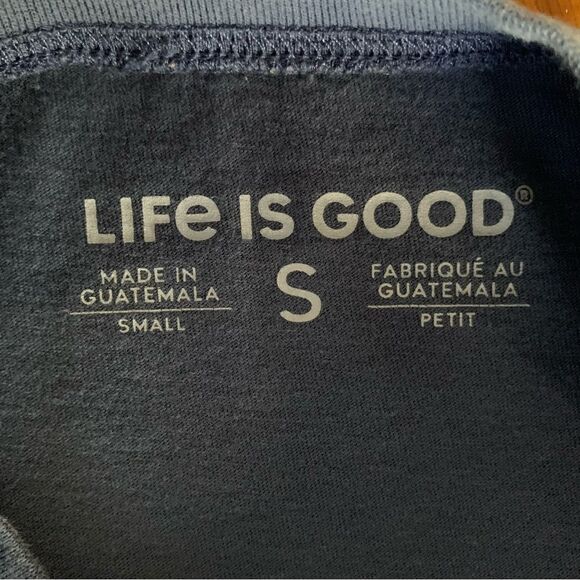 LIFe IS GOOD®
MADE IN
GUATEMALA
SMALL
S
FABRIQUÉ AU
GUATEMALA
PETIT